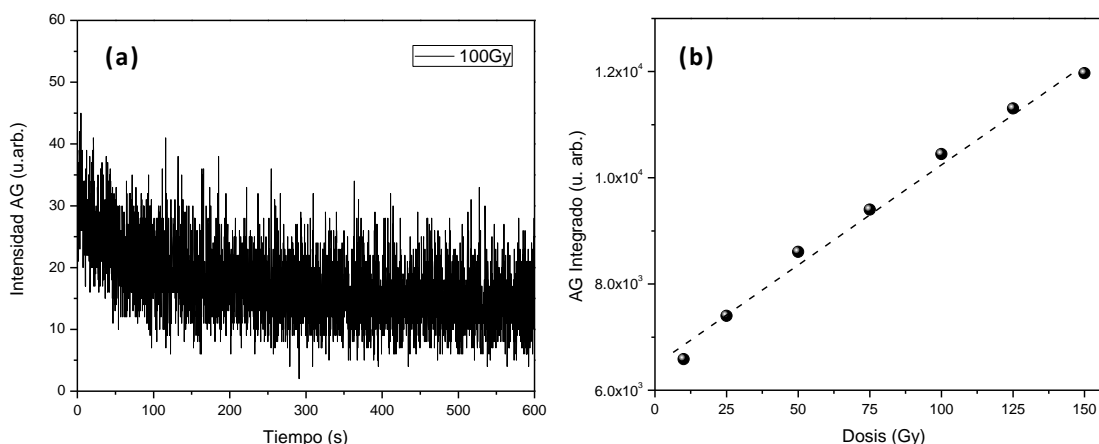 (a)
100Gy
Intensidad AG (u.arb.)
60
50
40
30
20
10
0
0 100 200 300 400 500 600
Tiempo (s)
(b)
AG Integrado (u. arb.)
1.2x10⁴
1.0x10⁴
8.0x10³
6.0x10³
0 25 50 75 100 125 150
Dosis (Gy)